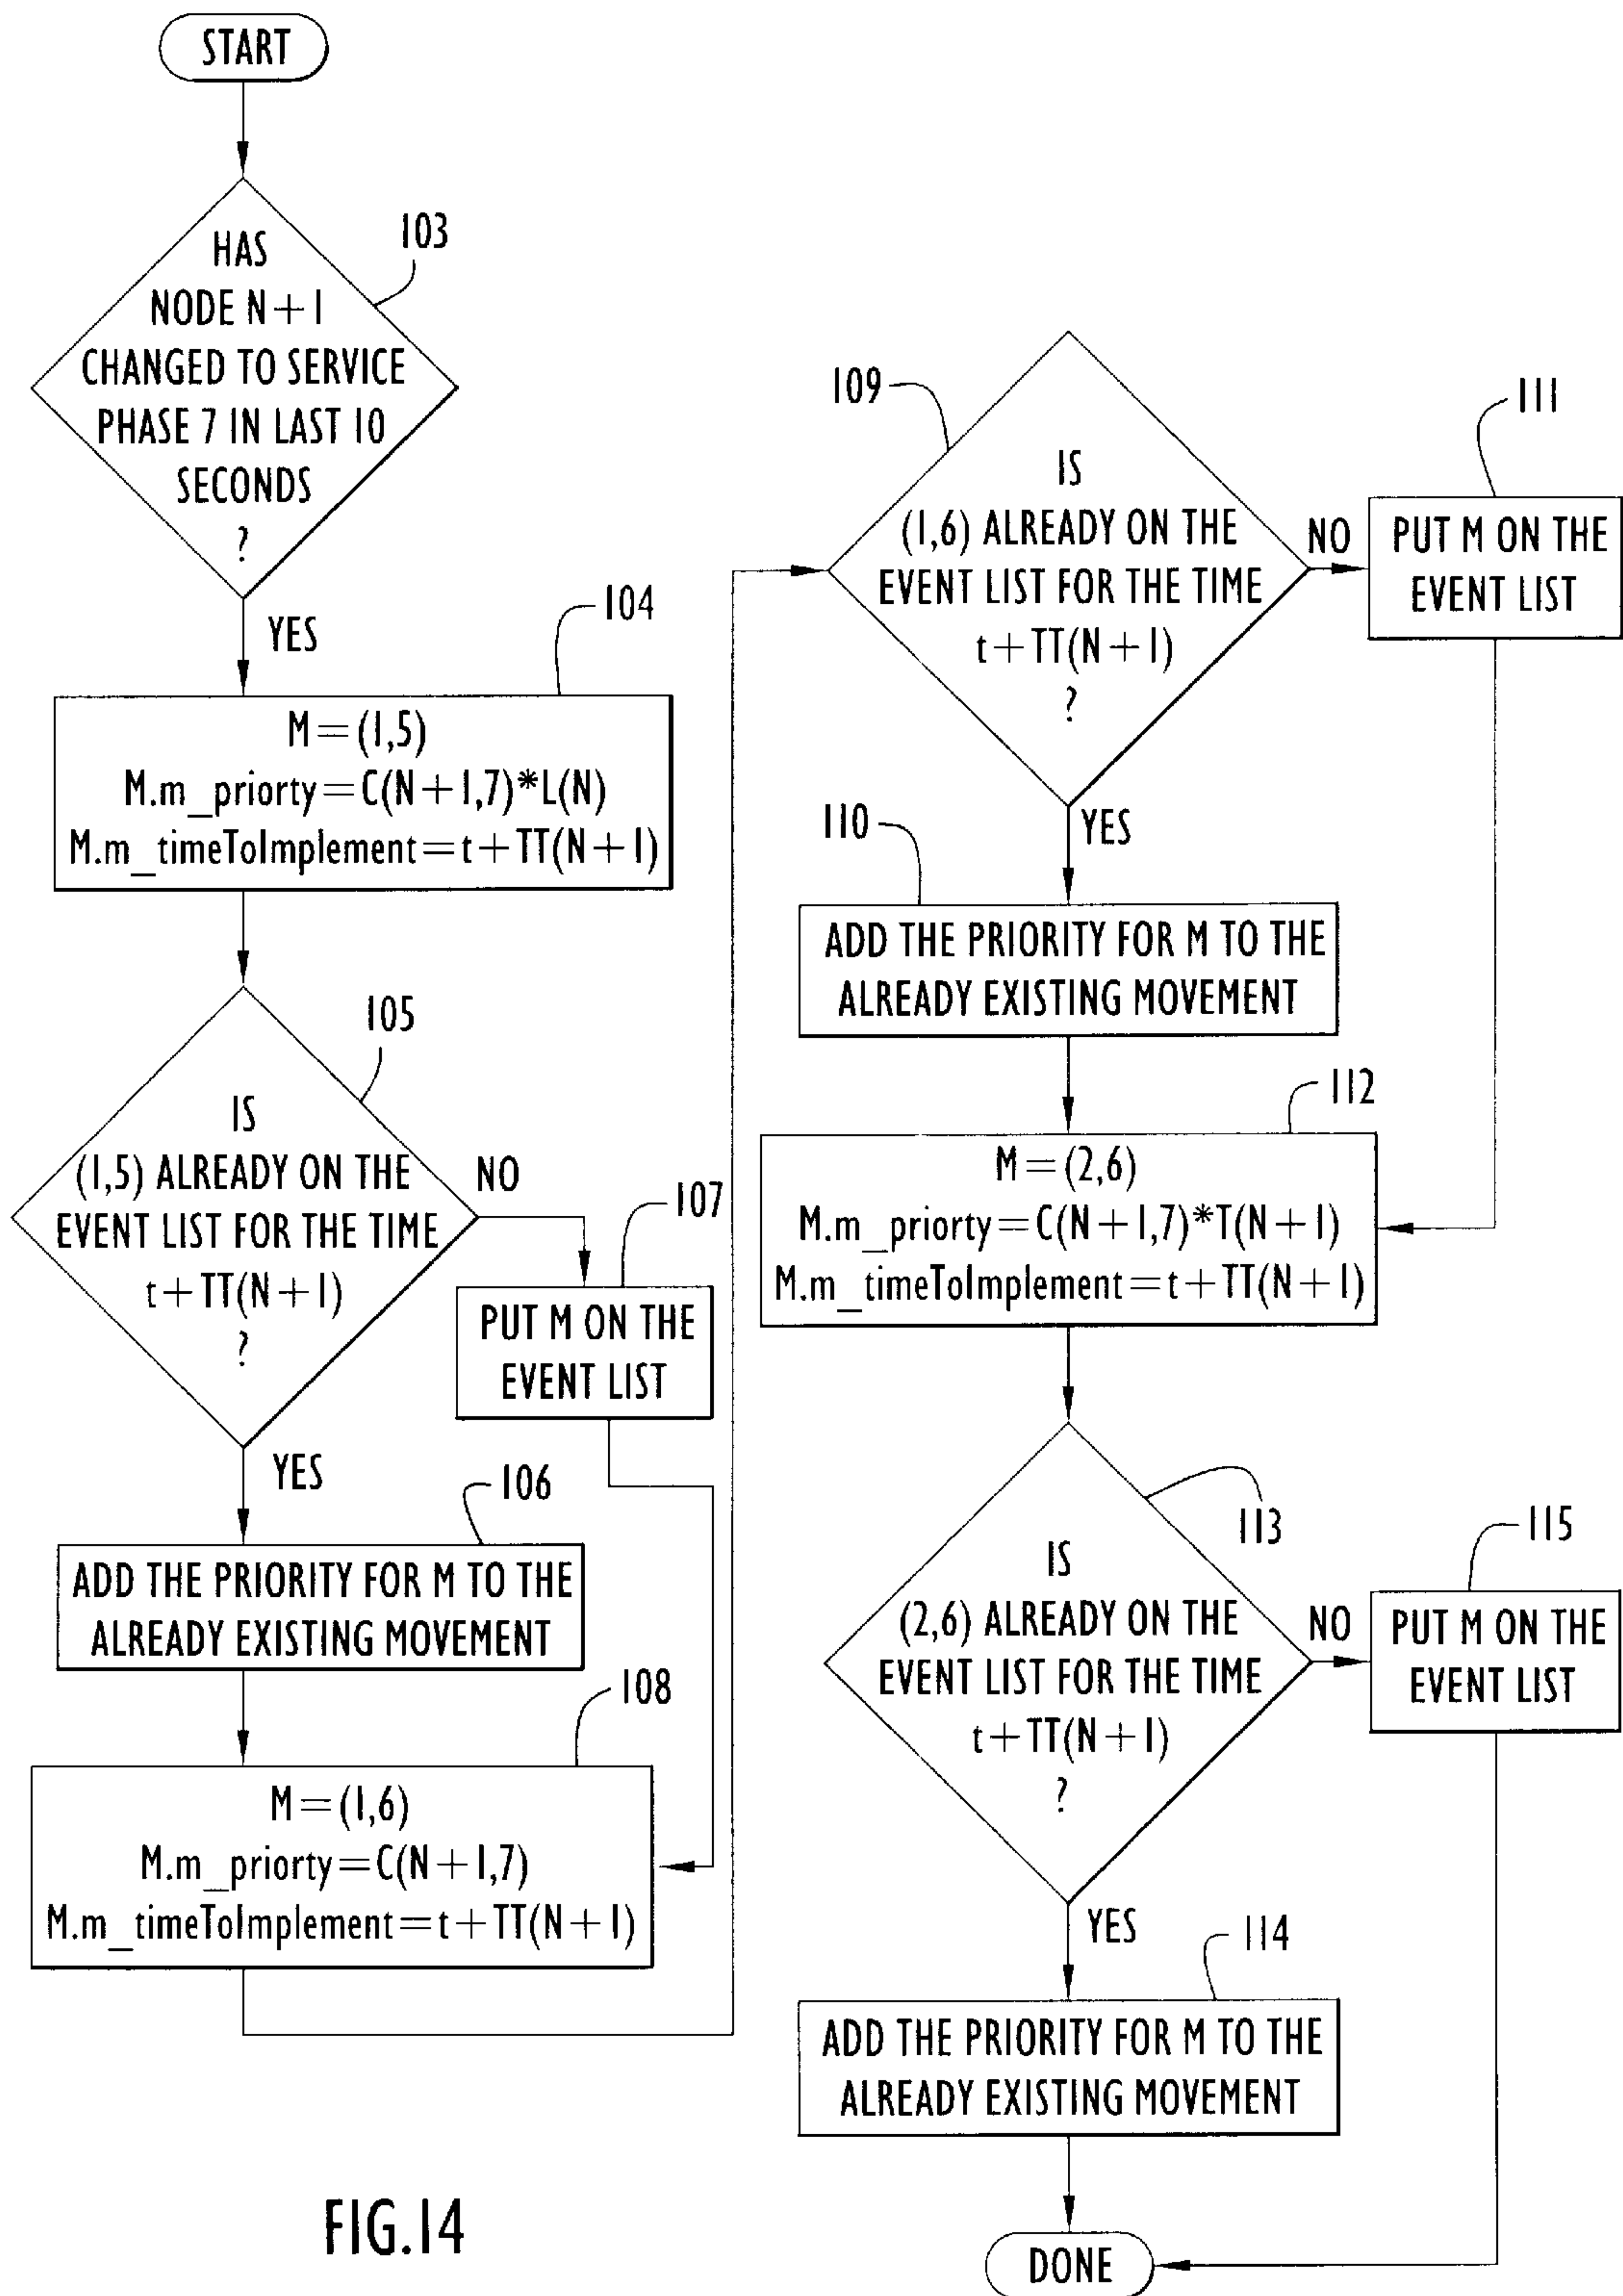 START
HAS
NODE N+1
CHANGED TO SERVICE
PHASE 7 IN LAST 10
SECONDS
?
103
YES
104
M=(1,5)
M.m_priorty=C(N+1,7)*L(N)
M.m_timeToImplement=t+TT(N+1)
105
IS
(1,5) ALREADY ON THE
EVENT LIST FOR THE TIME
t+TT(N+1)
?
NO
107
PUT M ON THE
EVENT LIST
YES
106
ADD THE PRIORITY FOR M TO THE
ALREADY EXISTING MOVEMENT
108
M=(1,6)
M.m_priorty=C(N+1,7)
M.m_timeToImplement=t+TT(N+1)
109
IS
(1,6) ALREADY ON THE
EVENT LIST FOR THE TIME
t+TT(N+1)
?
NO
111
PUT M ON THE
EVENT LIST
YES
110
ADD THE PRIORITY FOR M TO THE
ALREADY EXISTING MOVEMENT
112
M=(2,6)
M.m_priorty=C(N+1,7)*T(N+1)
M.m_timeToImplement=t+TT(N+1)
113
IS
(2,6) ALREADY ON THE
EVENT LIST FOR THE TIME
t+TT(N+1)
?
NO
115
PUT M ON THE
EVENT LIST
YES
114
ADD THE PRIORITY FOR M TO THE
ALREADY EXISTING MOVEMENT
DONE
FIG.14